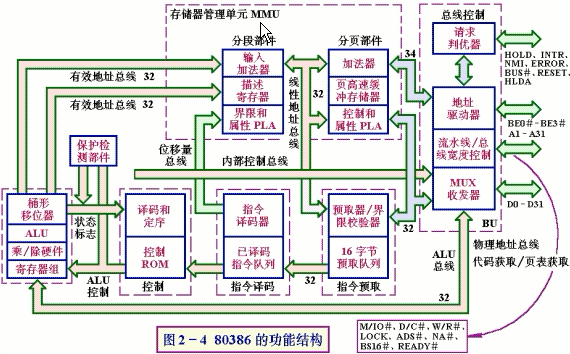 存储器管理单元 MMU
总线控制
分段部件
分页部件
34
请求
判优器
HOLD, INTR,
NMI, ERROR,
BUS#, RESET,
HLDA
有效地址总线 32
输入
加法器
加法器
描述
寄存器
页高速缓
冲存储器
线性地址总线
32
有效地址总线 32
地址
驱动器
BE0#-BE3#
A1-A31
界限和
属性 PLA
控制和
属性 PLA
保护检
测部件
位移量
总线
流水线/总
线宽度控制
内部控制总线
MUX
收发器
D0-D31
桶形
移位器
ALU
乘/除硬件
寄存器组
状态
标志
译码和
定序
控制
ROM
指令
译码器
已译码
指令队列
预取器/界
限校验器
16 字节
预取队列
32
BU
物理地址总线
代码获取/页表获取
ALU
总线
ALU
控制
控制
指令译码
32
指令预取
32
M/IO#, D/C#, W/R#,
LOCK, ADS#, NA#,
BS16#, READY#
图2-4 80386 的功能结构